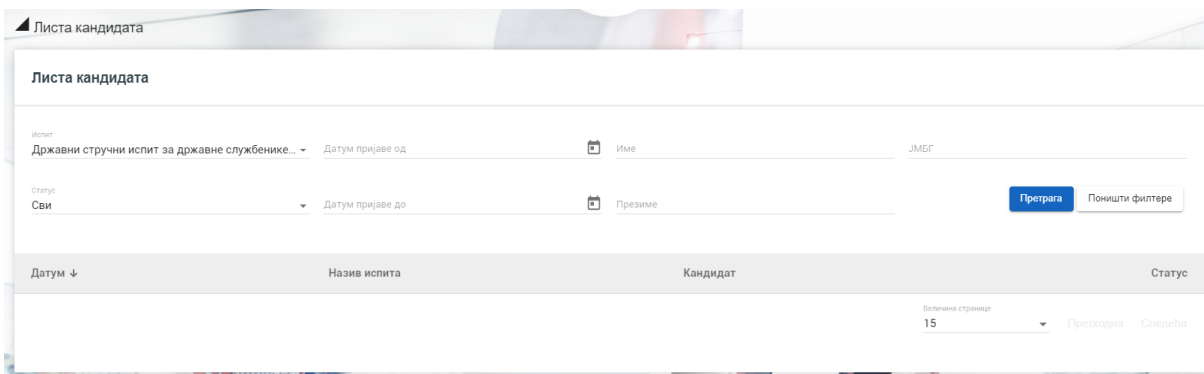 Листа кандидата
Листа кандидата
Испит
Државни стручни испит за државне службенике... Датум пријаве од Име ЈМБГ
Статус
Сви Датум пријаве до Презиме Претрага Поништи филтере
Датум Назив испита Кандидат Статус
Величина странице
15 Претходна Следећа